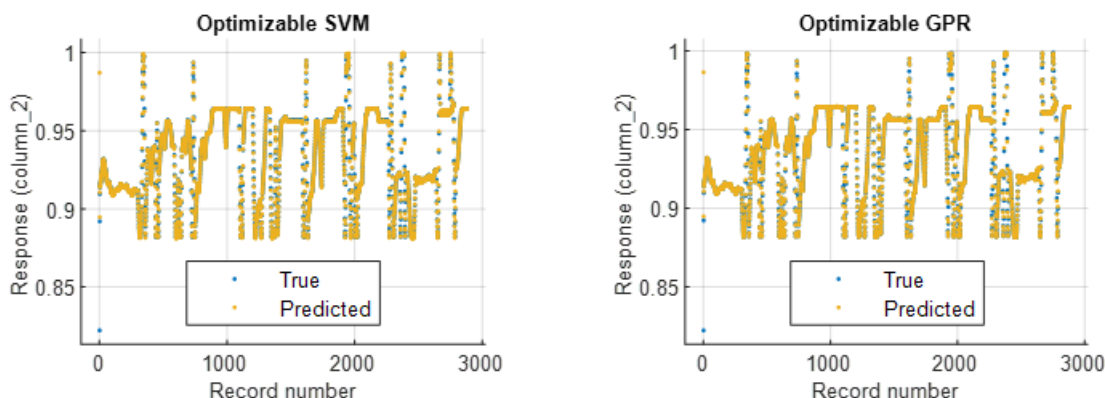 Optimizable SVM
1
0.95
0.9
0.85
Response (column_2)
True
Predicted
0
1000
2000
3000
Record number
Optimizable GPR
1
0.95
0.9
0.85
Response (column_2)
True
Predicted
0
1000
2000
3000
Record number